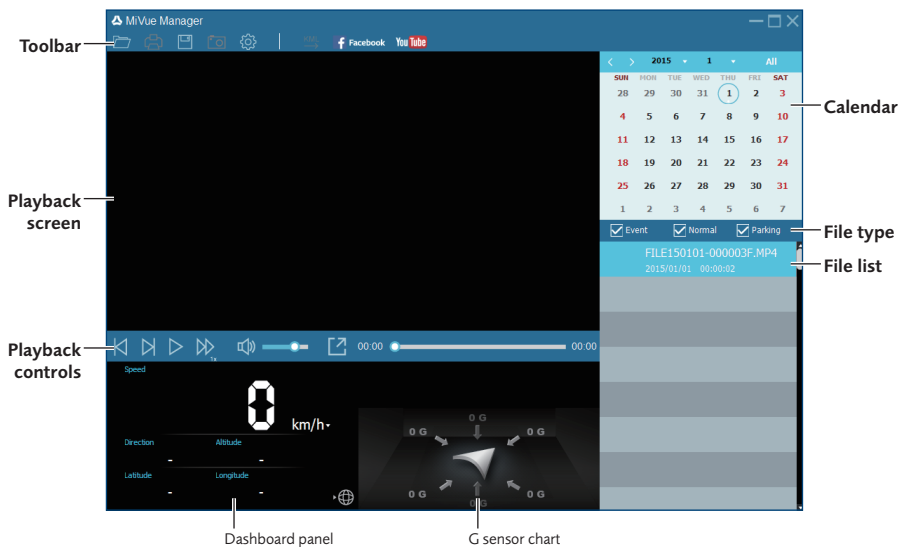 MiVue Manager
Toolbar
KML
Facebook
You Tube
2015 1 All
SUN MON TUE WED THU FRI SAT
28 29 30 31 1 2 3
4 5 6 7 8 9 10
11 12 13 14 15 16 17
18 19 20 21 22 23 24
25 26 27 28 29 30 31
1 2 3 4 5 6 7
Calendar
Playback
screen
Event Normal Parking
File type
FILE150101-000003F.MP4
2015/01/01 00:00:02
File list
Playback
controls
1x
00:00 00:00
Speed
0 km/h
Direction Altitude
- -
Latitude Longitude
- -
0 G
0 G 0 G
0 G 0 G
0 G
Dashboard panel
G sensor chart